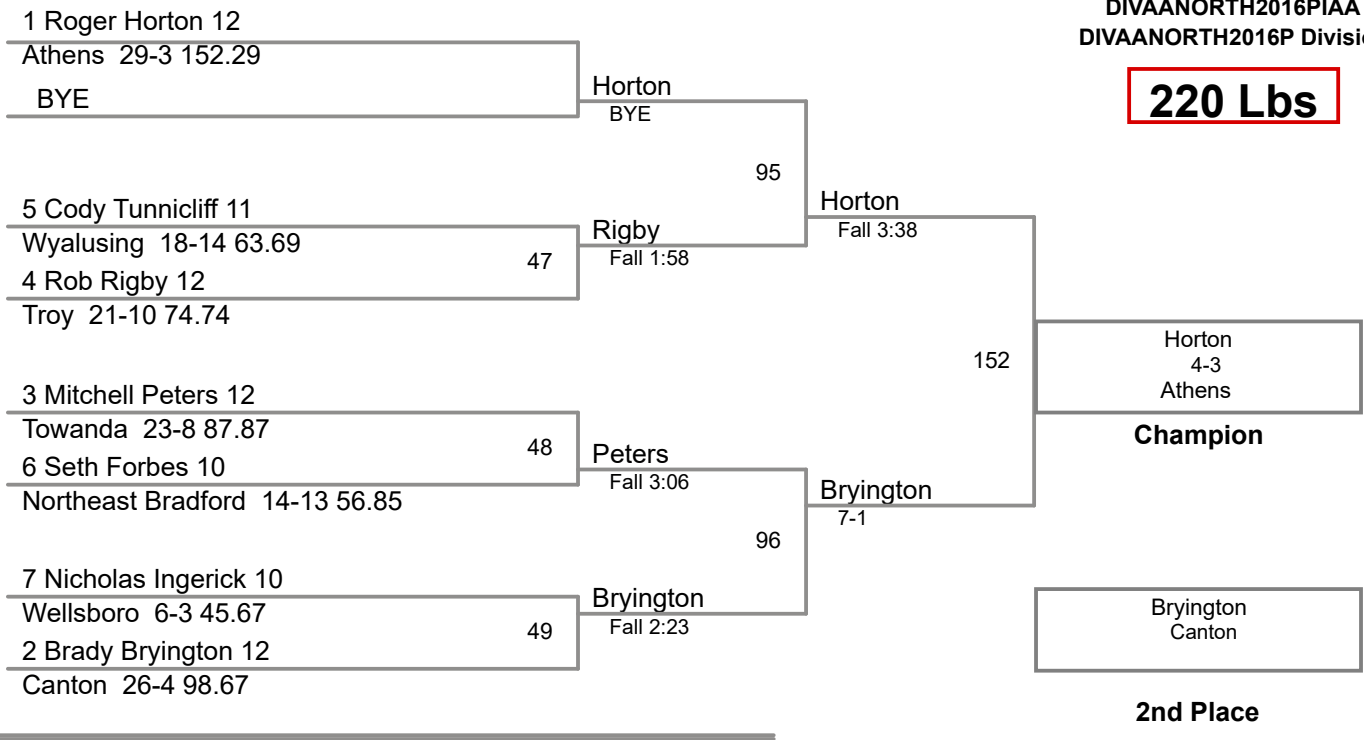 DIVAANORTH2016PIAA
DIVAANORTH2016P
220 Lbs
1 Roger Horton 12
Athens 29-3 152.29
BYE
Horton
BYE
95
5 Cody Tunnicliff 11
Wyalusing 18-14 63.69
4 Rob Rigby 12
Troy 21-10 74.74
47
Rigby
Fall 1:58
Horton
Fall 3:38
152
Horton
4-3
Athens
Champion
3 Mitchell Peters 12
Towanda 23-8 87.87
6 Seth Forbes 10
Northeast Bradford 14-13 56.85
48
Peters
Fall 3:06
96
Bryington
7-1
7 Nicholas Ingerick 10
Wellsboro 6-3 45.67
2 Brady Bryington 12
Canton 26-4 98.67
49
Bryington
Fall 2:23
Bryington
Canton
2nd Place